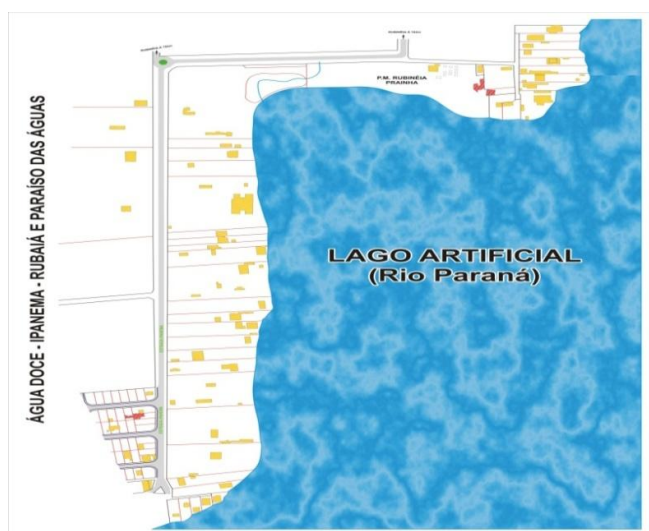 P.M. RUBINÉIA
PRAINHA
LAGO ARTIFICIAL
(Rio Paraná)
ÁGUA DOCE - IPANEMA - RUBAIÁ E PARAÍSO DAS ÁGUAS